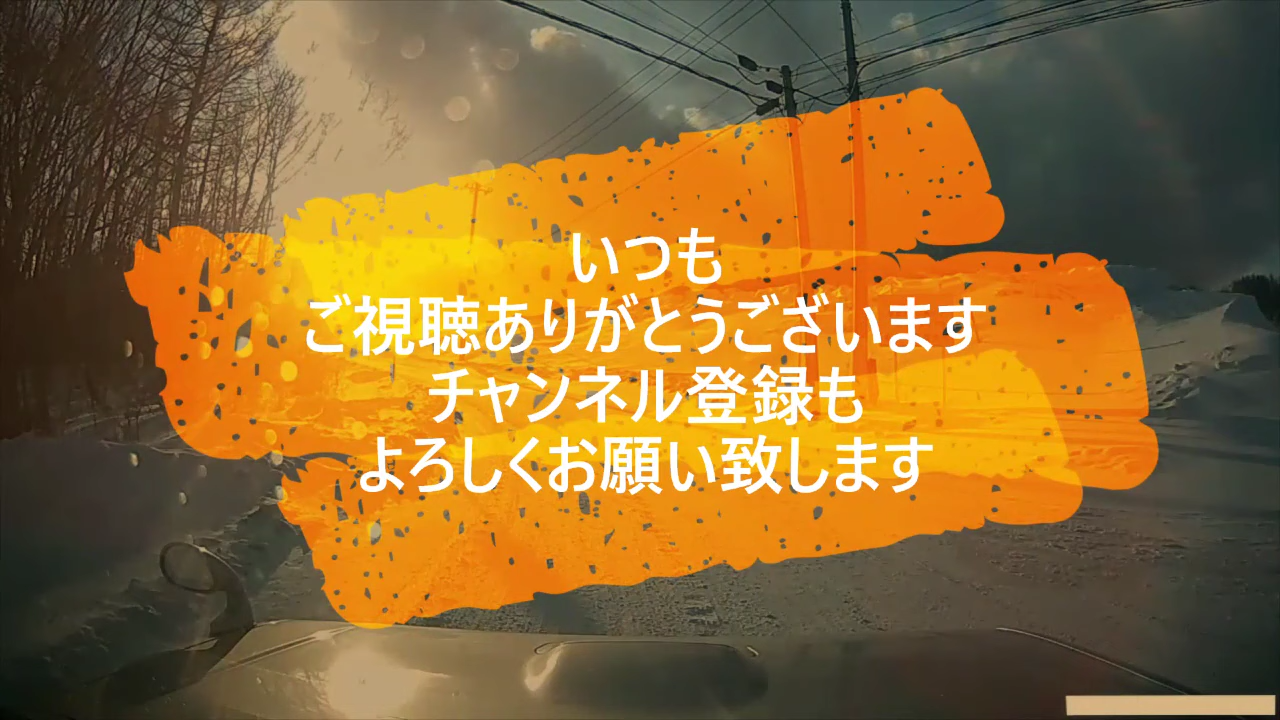 いつも
ご視聴ありがとうございます
チャンネル登録も
よろしくお願い致します